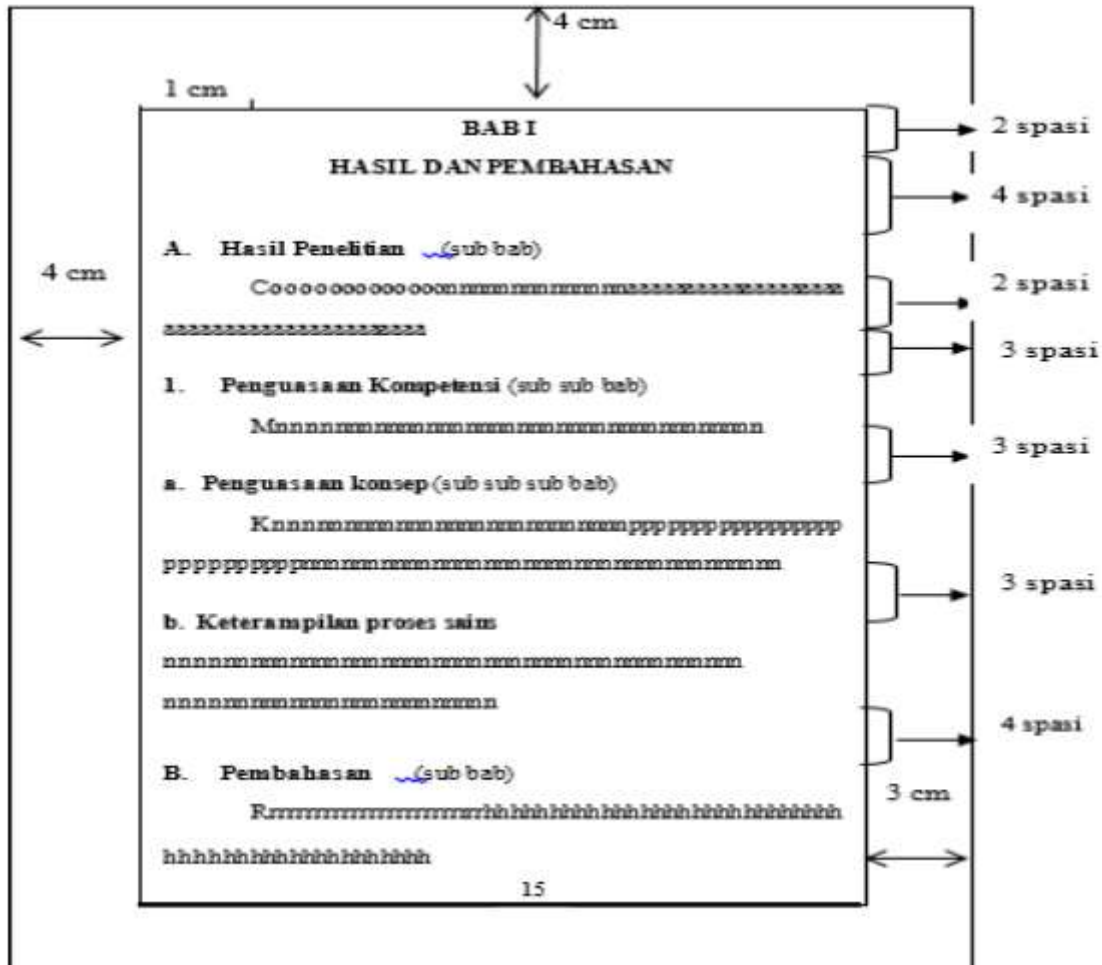 4 cm
1 cm
BAB I
2 spasi
HASIL DAN PEMBAHASAN
4 spasi
A. Hasil Penelitian (sub bab)
4 cm
2 spasi
3 spasi
1. Penguasaan Kompetensi (sub sub bab)
3 spasi
a. Penguasaan konsep (sub sub sub bab)
3 spasi
b. Keterampilan proses sains
4 spasi
B. Pembahasan (sub bab)
3 cm
15